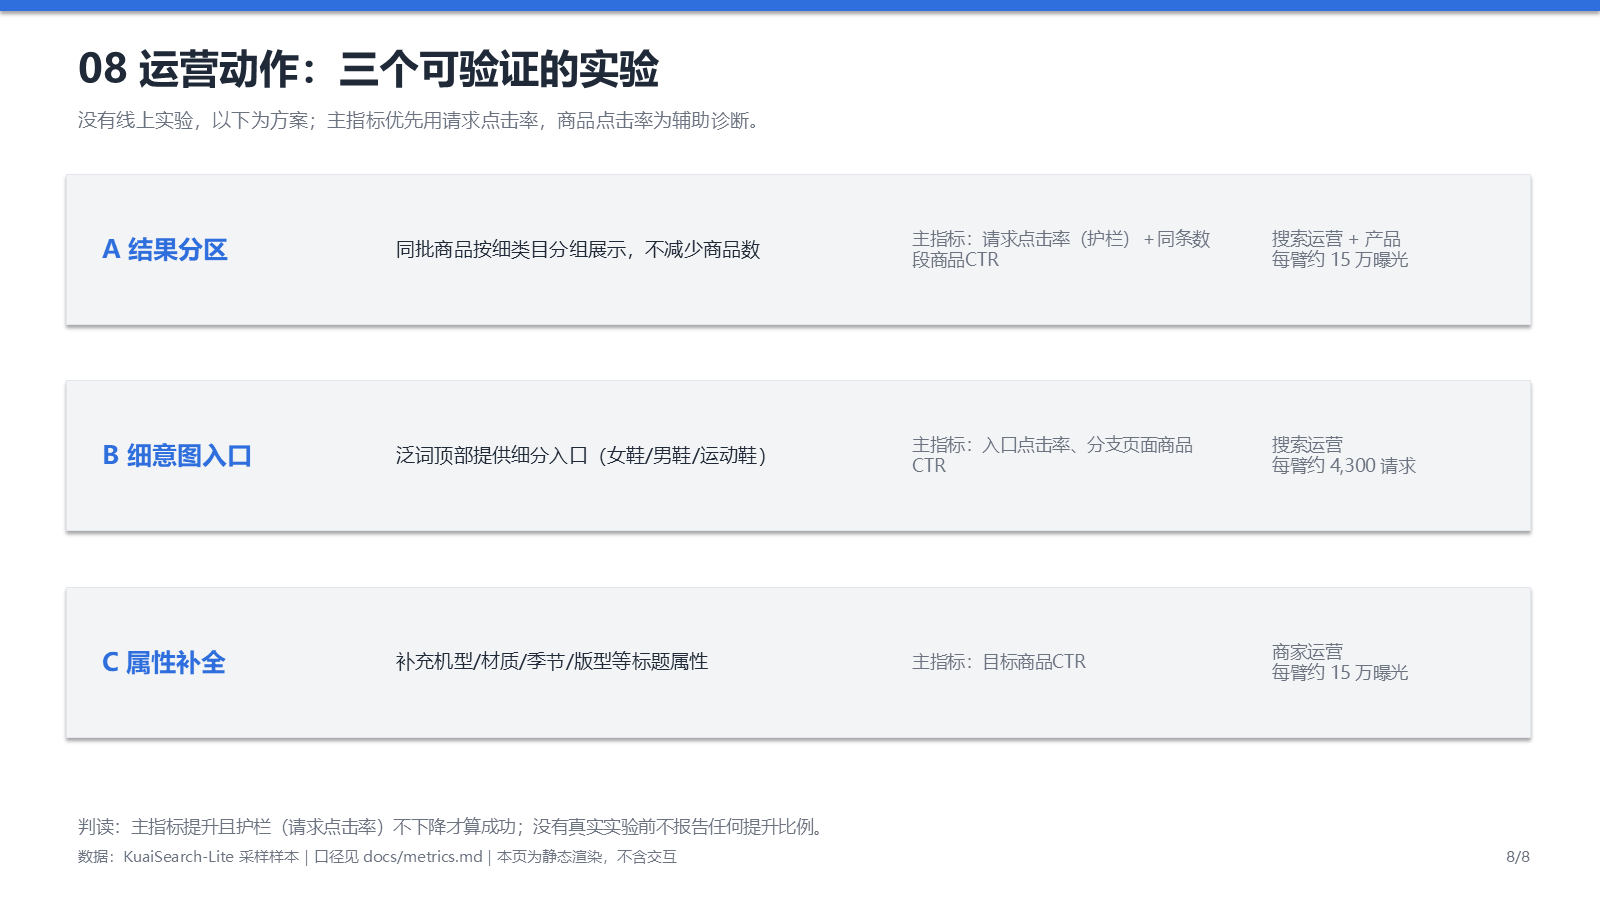 08 运营动作：三个可验证的实验
没有线上实验，以下为方案；主指标优先用请求点击率，商品点击率为辅助诊断。
A 结果分区
同批商品按细类目分组展示，不减少商品数
主指标：请求点击率（护栏）+同条数
段商品CTR
搜索运营 + 产品
每臂约 15 万曝光
B 细意图入口
泛词顶部提供细分入口（女鞋/男鞋/运动鞋）
主指标：入口点击率、分支页面商品
CTR
搜索运营
每臂约 4,300 请求
C 属性补全
补充机型/材质/季节/版型等标题属性
主指标：目标商品CTR
商家运营
每臂约 15 万曝光
判读：主指标提升且护栏（请求点击率）不下降才算成功；没有真实实验前不报告任何提升比例。
数据：KuaiSearch-Lite 采样样本 | 口径见 docs/metrics.md | 本页为静态渲染，不含交互
8/8